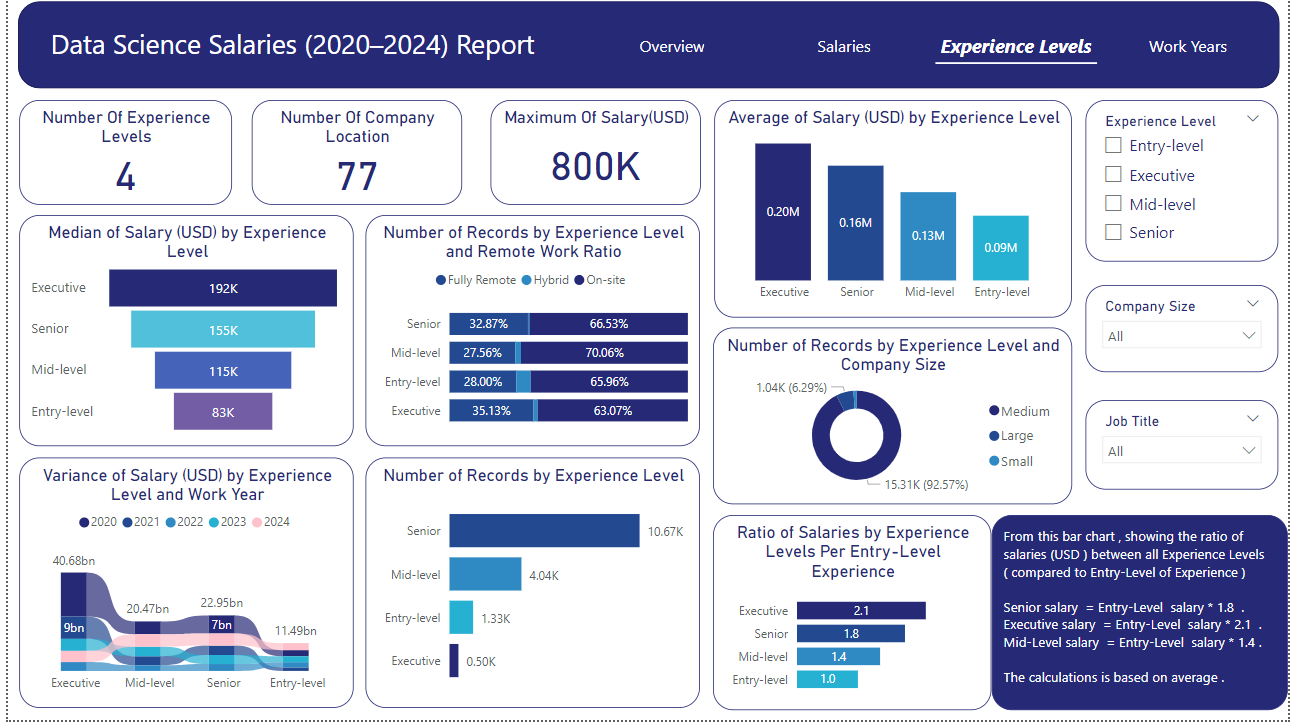 Data Science Salaries (2020–2024) Report
Overview
Salaries
Experience Levels
Work Years
Number Of Experience
Levels
4
Number Of Company
Location
77
Maximum Of Salary(USD)
800K
Average of Salary (USD) by Experience Level
0.20M
0.16M
0.13M
0.09M
Executive
Senior
Mid-level
Entry-level
Experience Level
Entry-level
Executive
Mid-level
Senior
Median of Salary (USD) by Experience
Level
Executive
192K
Senior
155K
Mid-level
115K
Entry-level
83K
Number of Records by Experience Level
and Remote Work Ratio
Fully Remote
Hybrid
On-site
Senior
32.87%
66.53%
Mid-level
27.56%
70.06%
Entry-level
28.00%
65.96%
Executive
35.13%
63.07%
Company Size
All
Number of Records by Experience Level and
Company Size
1.04K (6.29%)
15.31K (92.57%)
Medium
Large
Small
Job Title
All
Variance of Salary (USD) by Experience
Level and Work Year
2020
2021
2022
2023
2024
40.68bn
9bn
20.47bn
22.95bn
7bn
11.49bn
Executive
Mid-level
Senior
Entry-level
Number of Records by Experience Level
Senior
10.67K
Mid-level
4.04K
Entry-level
1.33K
Executive
0.50K
Ratio of Salaries by Experience
Levels Per Entry-Level
Experience
Executive
2.1
Senior
1.8
Mid-level
1.4
Entry-level
1.0
From this bar chart , showing the ratio of
salaries (USD ) between all Experience Levels
( compared to Entry-Level of Experience )
Senior salary = Entry-Level salary * 1.8 .
Executive salary = Entry-Level salary * 2.1 .
Mid-Level salary = Entry-Level salary * 1.4 .
The calculations is based on average .